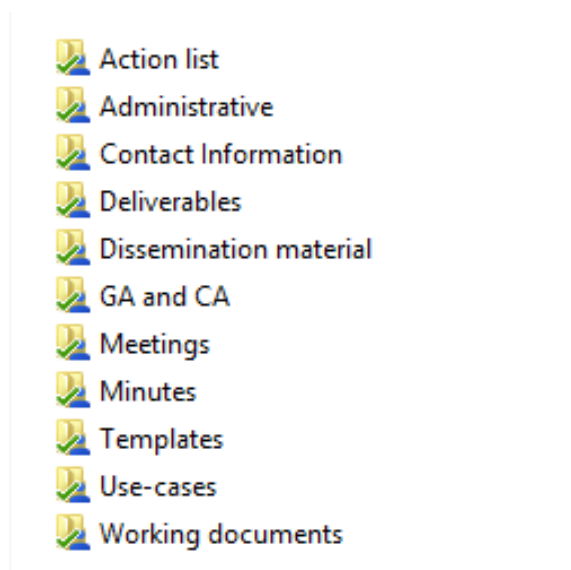 Action list
Administrative
Contact Information
Deliverables
Dissemination material
GA and CA
Meetings
Minutes
Templates
Use-cases
Working documents